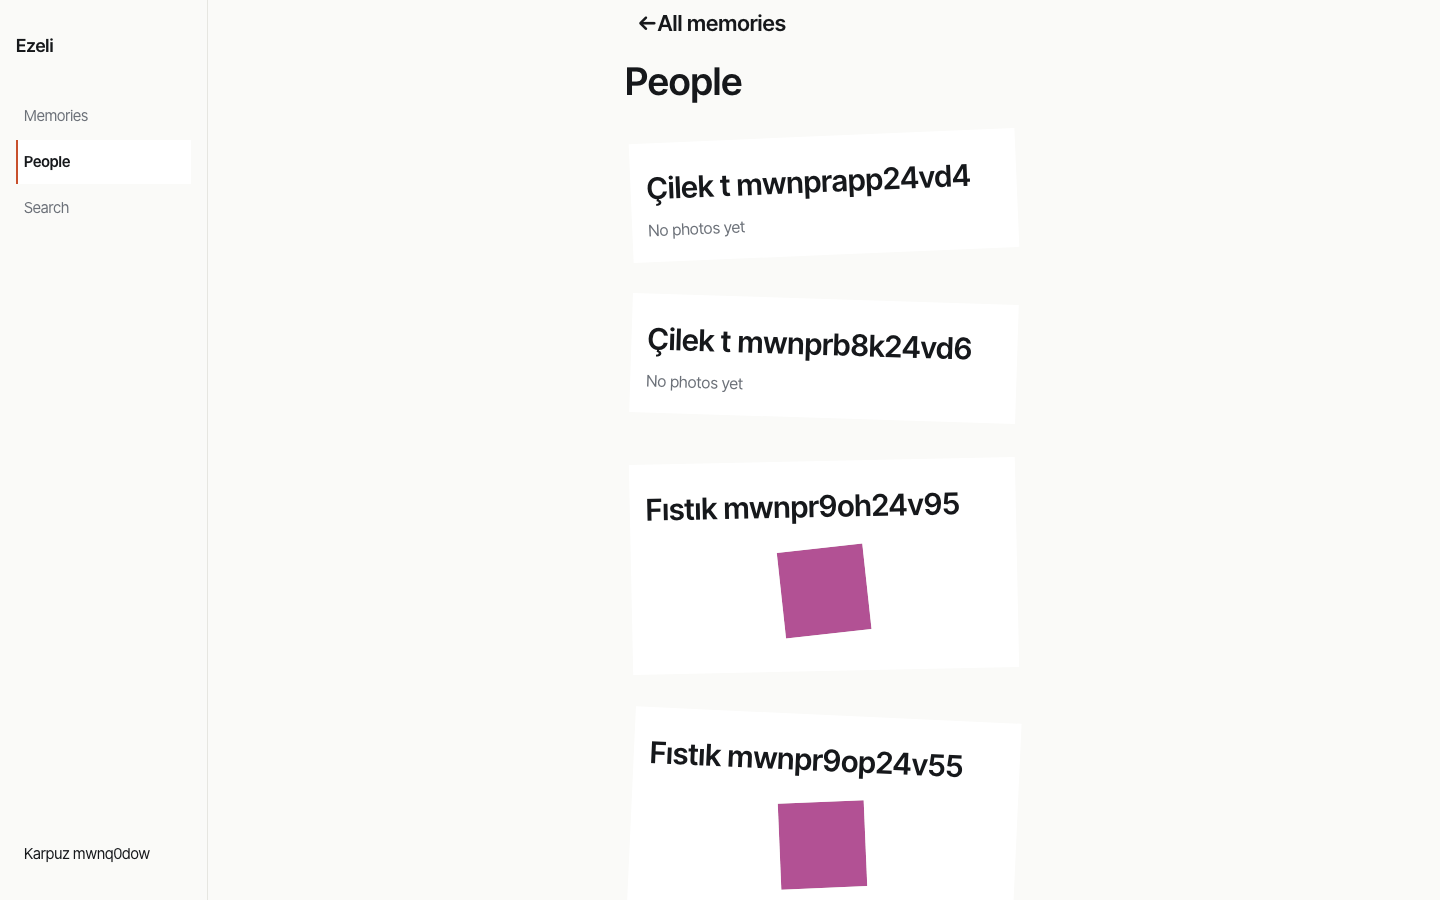 Ezeli
Memories
People
Search
Karpuz mwnq0dow
←All memories
People
Çilek t mwnprapp24vd4
No photos yet
Çilek t mwnprb8k24vd6
No photos yet
Fıstık mwnpr9oh24v95
Fıstık mwnpr9op24v55